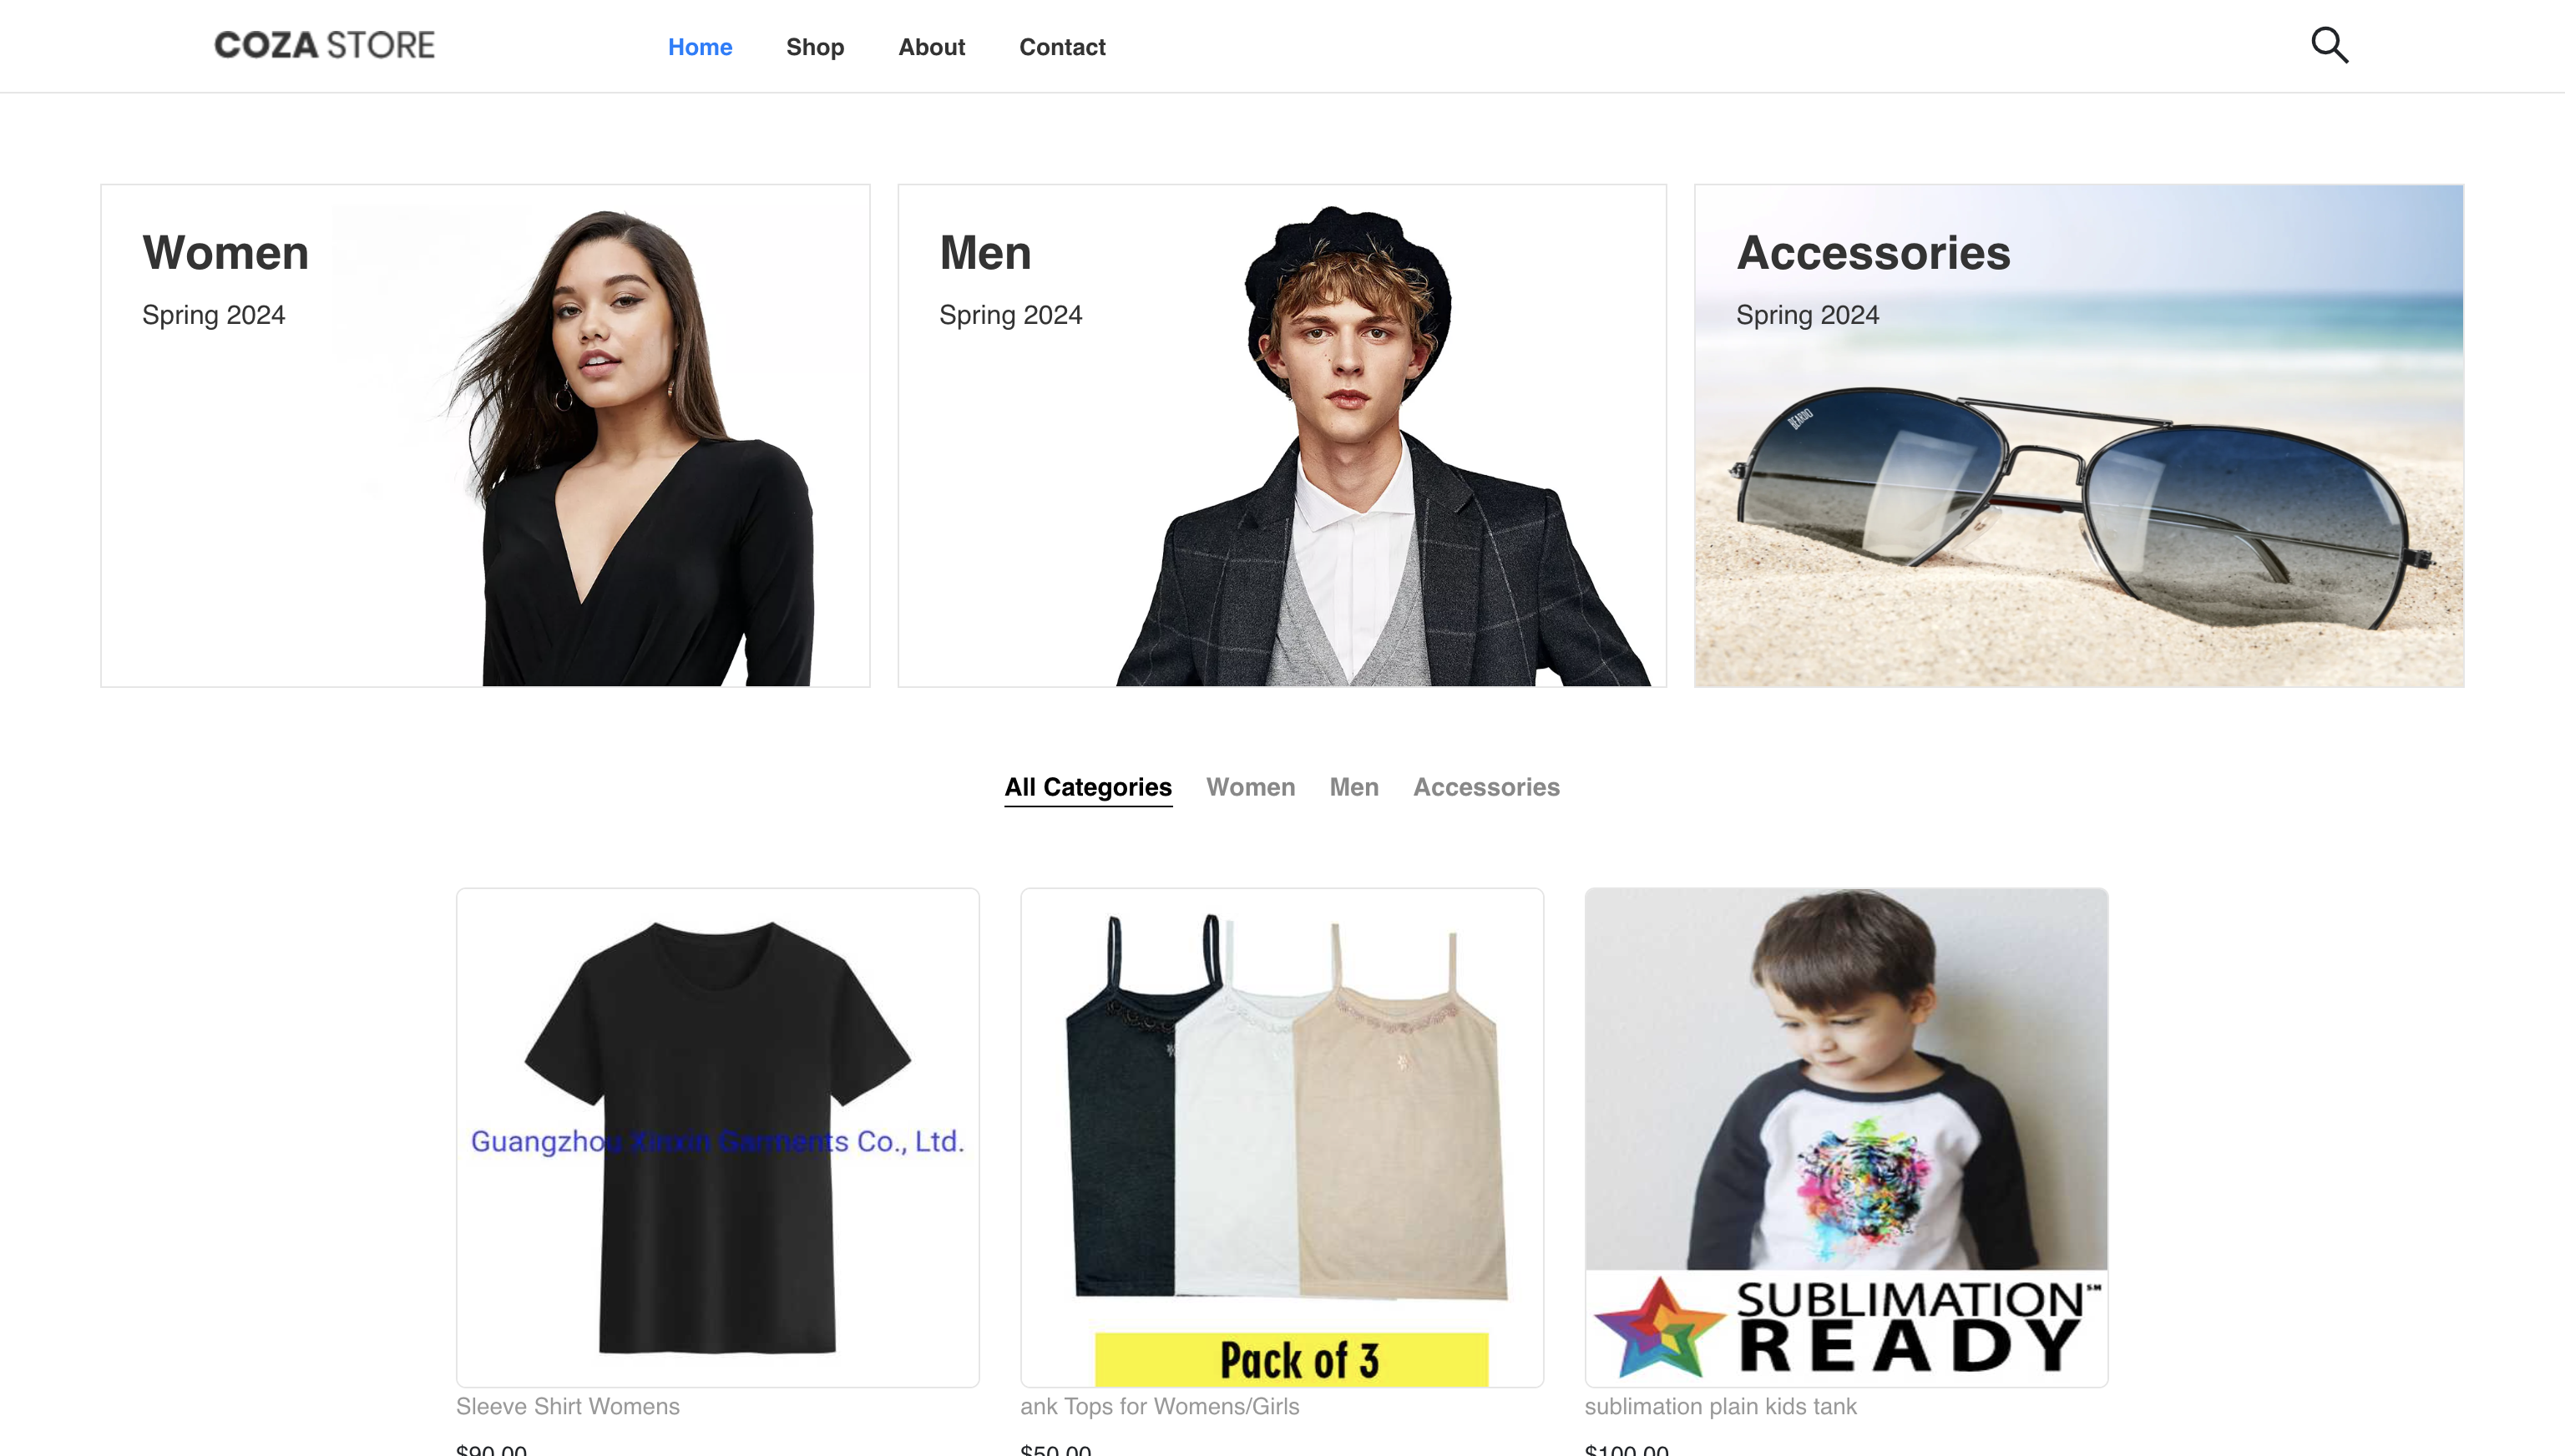 COZA STORE
Home
Shop
About
Contact
Women
Spring 2024
Men
Spring 2024
Accessories
Spring 2024
BEARDO
All Categories
Women
Men
Accessories
Guangzhou Xinxin Garments Co., Ltd.
Pack of 3
SUBLIMATION℠
READY
Sleeve Shirt Womens
ank Tops for Womens/Girls
sublimation plain kids tank
$90.00
$50.00
$100.00